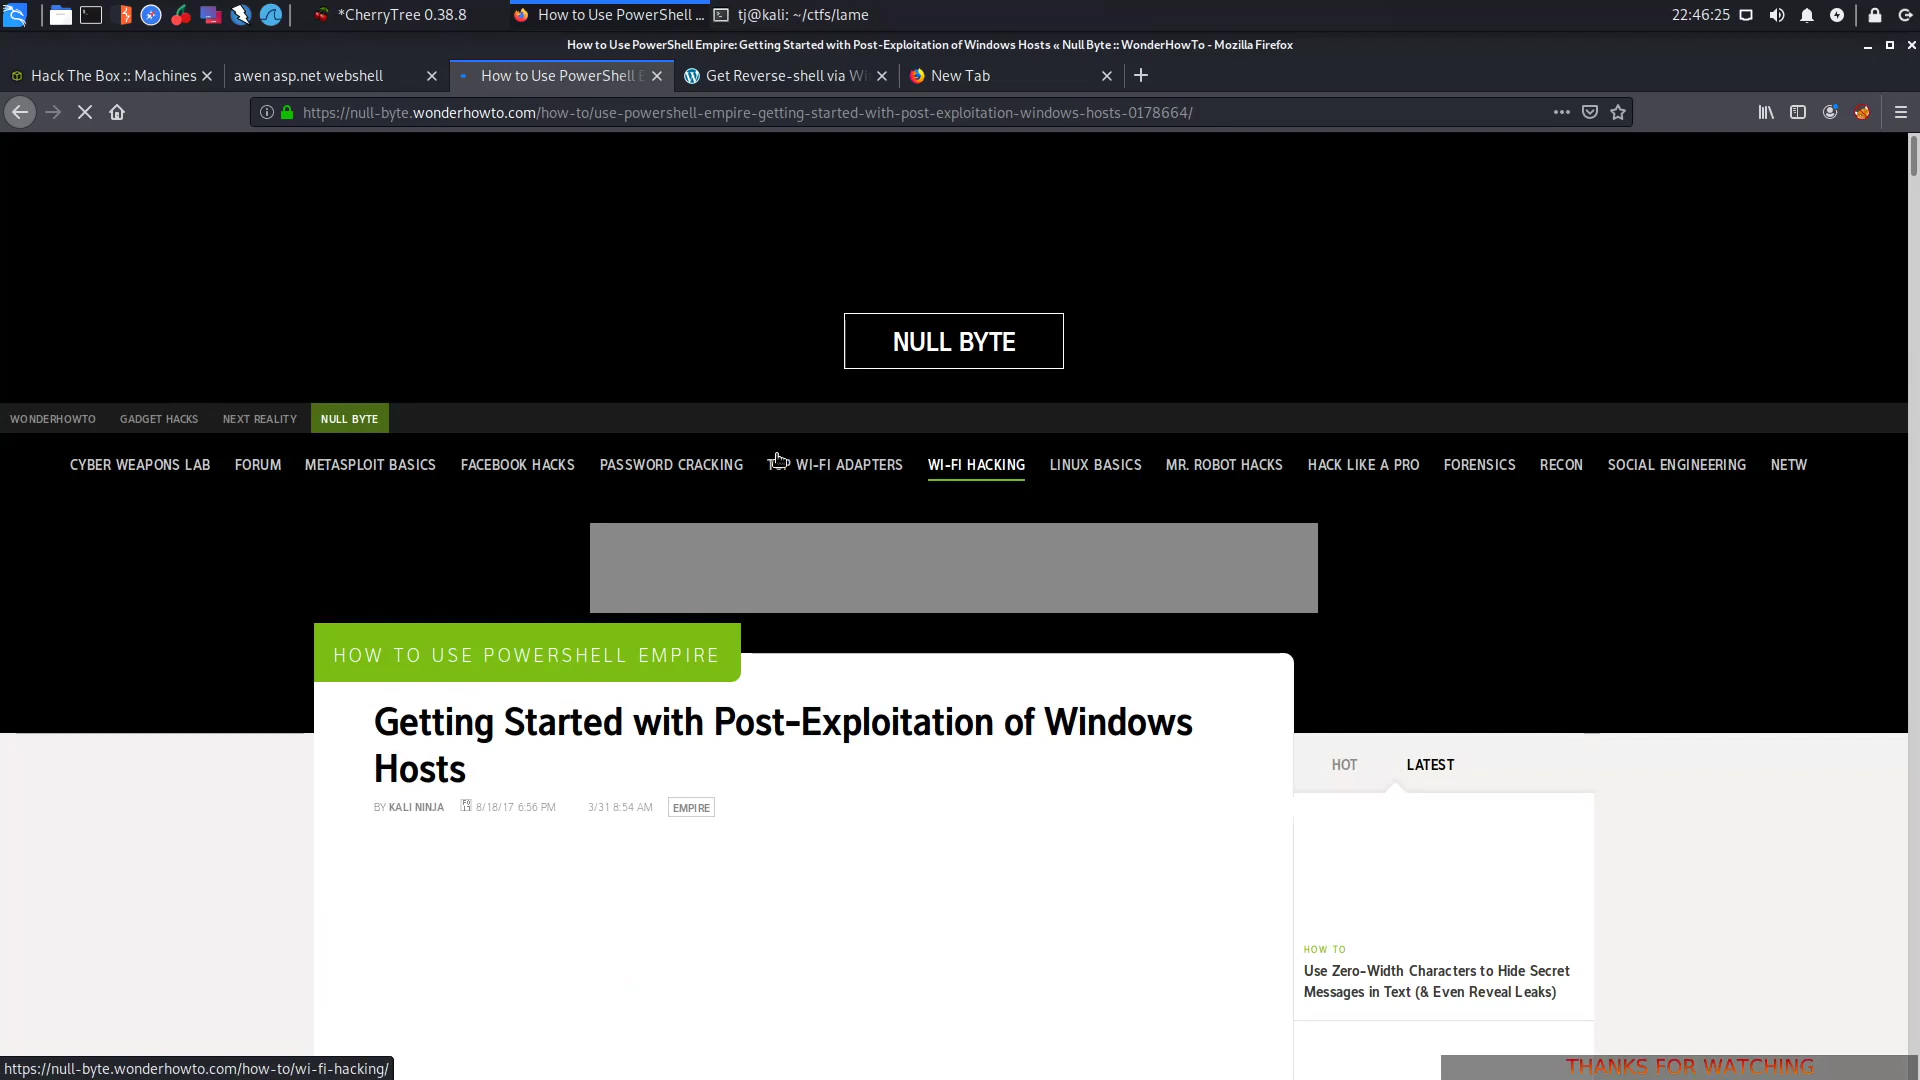 *CherryTree 0.38.8
How to Use PowerShell ...
tj@kali: ~/ctfs/lame
22:46:25
How to Use PowerShell Empire: Getting Started with Post-Exploitation of Windows Hosts « Null Byte :: WonderHowTo - Mozilla Firefox
Hack The Box :: Machines
awen asp.net webshell
How to Use PowerShell E
Get Reverse-shell via Wi
New Tab
https://null-byte.wonderhowto.com/how-to/use-powershell-empire-getting-started-with-post-exploitation-windows-hosts-0178664/
NULL BYTE
WONDERHOWTO GADGET HACKS NEXT REALITY NULL BYTE
CYBER WEAPONS LAB FORUM METASPLOIT BASICS FACEBOOK HACKS PASSWORD CRACKING WI-FI ADAPTERS WI-FI HACKING LINUX BASICS MR. ROBOT HACKS HACK LIKE A PRO FORENSICS RECON SOCIAL ENGINEERING NETW
HOW TO USE POWERSHELL EMPIRE
Getting Started with Post-Exploitation of Windows
Hosts
BY KALI NINJA 8/18/17 6:56 PM 3/31 8:54 AM EMPIRE
HOT LATEST
HOW TO
Use Zero-Width Characters to Hide Secret
Messages in Text (& Even Reveal Leaks)
https://null-byte.wonderhowto.com/how-to/wi-fi-hacking/
THANKS FOR WATCHING